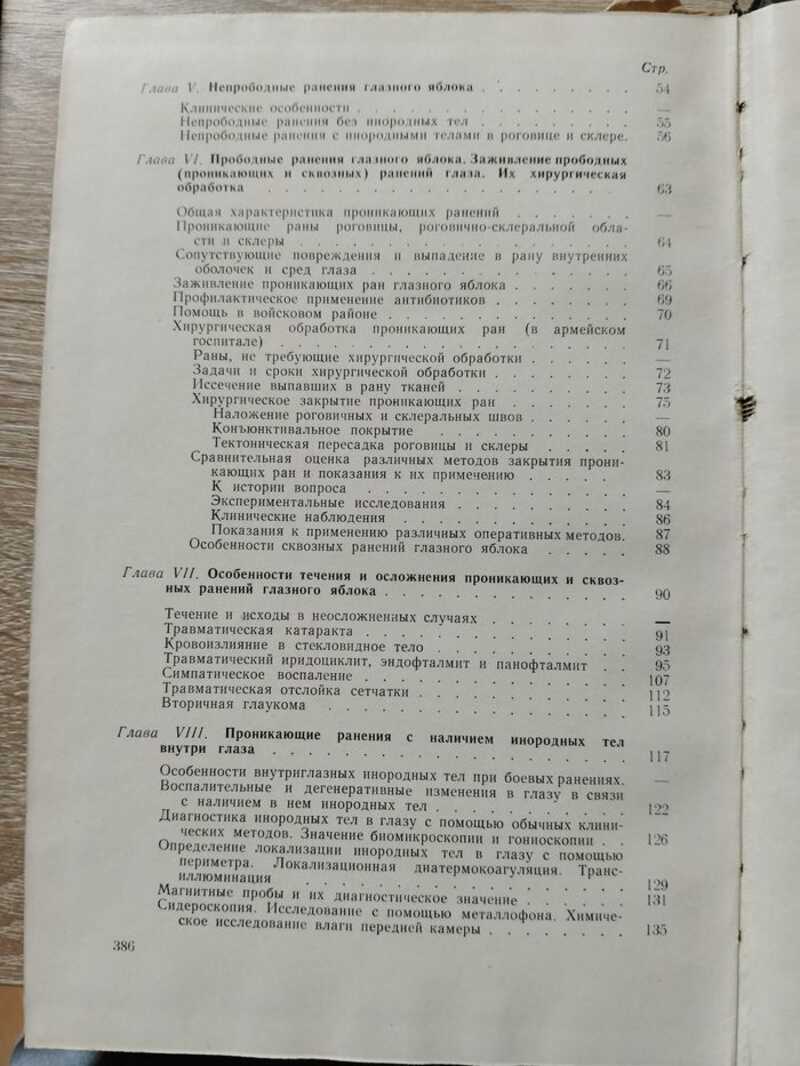 Стр.
Глава V. Непрободные ранения глазного яблока . . . . . . . . . . 54
Клинические особенности . . . . . . . . . . . . . . . . . —
Непрободные ранения без инородных тел . . . . . . . . . . 55
Непрободные ранения с инородными телами в роговице и склере. 56
Глава VI. Прободные ранения глазного яблока. Заживление прободных
(проникающих и сквозных) ранений глаза. Их хирургическая
обработка . . . . . . . . . . . . . . . . . . 63
Общая характеристика проникающих ранений . . . . . . . —
Проникающие раны роговицы, роговично-склеральной обла-
сти и склеры . . . . . . . . . . . . . . . . . . . . 64
Сопутствующие повреждения и выпадение в рану внутренних
оболочек и сред глаза . . . . . . . . . . . . . . . . 65
Заживление проникающих ран глазного яблока . . . . . . . 66
Профилактическое применение антибиотиков . . . . . . . . 69
Помощь в войсковом районе . . . . . . . . . . . . . . . 70
Хирургическая обработка проникающих ран (в армейском
госпитале) . . . . . . . . . . . . . . . . . . . . . 71
Раны, не требующие хирургической обработки . . . . . . —
Задачи и сроки хирургической обработки . . . . . . . . 72
Иссечение выпавших в рану тканей . . . . . . . . . . . 73
Хирургическое закрытие проникающих ран . . . . . . . 75
Наложение роговичных и склеральных швов . . . . . . —
Конъюнктивальное покрытие . . . . . . . . . . . . 80
Тектоническая пересадка роговицы и склеры . . . . . 81
Сравнительная оценка различных методов закрытия прони-
кающих ран и показания к их применению . . . . . 83
К истории вопроса . . . . . . . . . . . . . . . . —
Экспериментальные исследования . . . . . . . . . . 84
Клинические наблюдения . . . . . . . . . . . . . . 86
Показания к применению различных оперативных методов. 87
Особенности сквозных ранений глазного яблока . . . . . 88
Глава VII. Особенности течения и осложнения проникающих и сквоз-
ных ранений глазного яблока . . . . . . . . . . . . . . . 90
Течение и исходы в неосложненных случаях . . . . . . . . . —
Травматическая катаракта . . . . . . . . . . . . . . . . 91
Кровоизлияние в стекловидное тело . . . . . . . . . . . . 93
Травматический иридоциклит, эндофталмит и панофталмит . . 95
Симпатическое воспаление . . . . . . . . . . . . . . . . 107
Травматическая отслойка сетчатки . . . . . . . . . . . . . 112
Вторичная глаукома . . . . . . . . . . . . . . . . . . . 115
Глава VIII. Проникающие ранения с наличием инородных тел
внутри глаза . . . . . . . . . . . . . . . . . . . . . . 117
Особенности внутриглазных инородных тел при боевых ранениях. —
Воспалительные и дегенеративные изменения в глазу в связи
с наличием в нем инородных тел . . . . . . . . . . . . 122
Диагностика инородных тел в глазу с помощью обычных клини-
ческих методов. Значение биомикроскопии и гониоскопии . . 126
Определение локализации инородных тел в глазу с помощью
периметра. Локализационная диатермокоагуляция. Транс-
иллюминация . . . . . . . . . . . . . . . . . . . . 129
Магнитные пробы и их диагностическое значение . . . . . . 131
Сидероскопия. Исследование с помощью металлофона. Химиче-
ское исследование влаги передней камеры . . . . . . . . 135
386